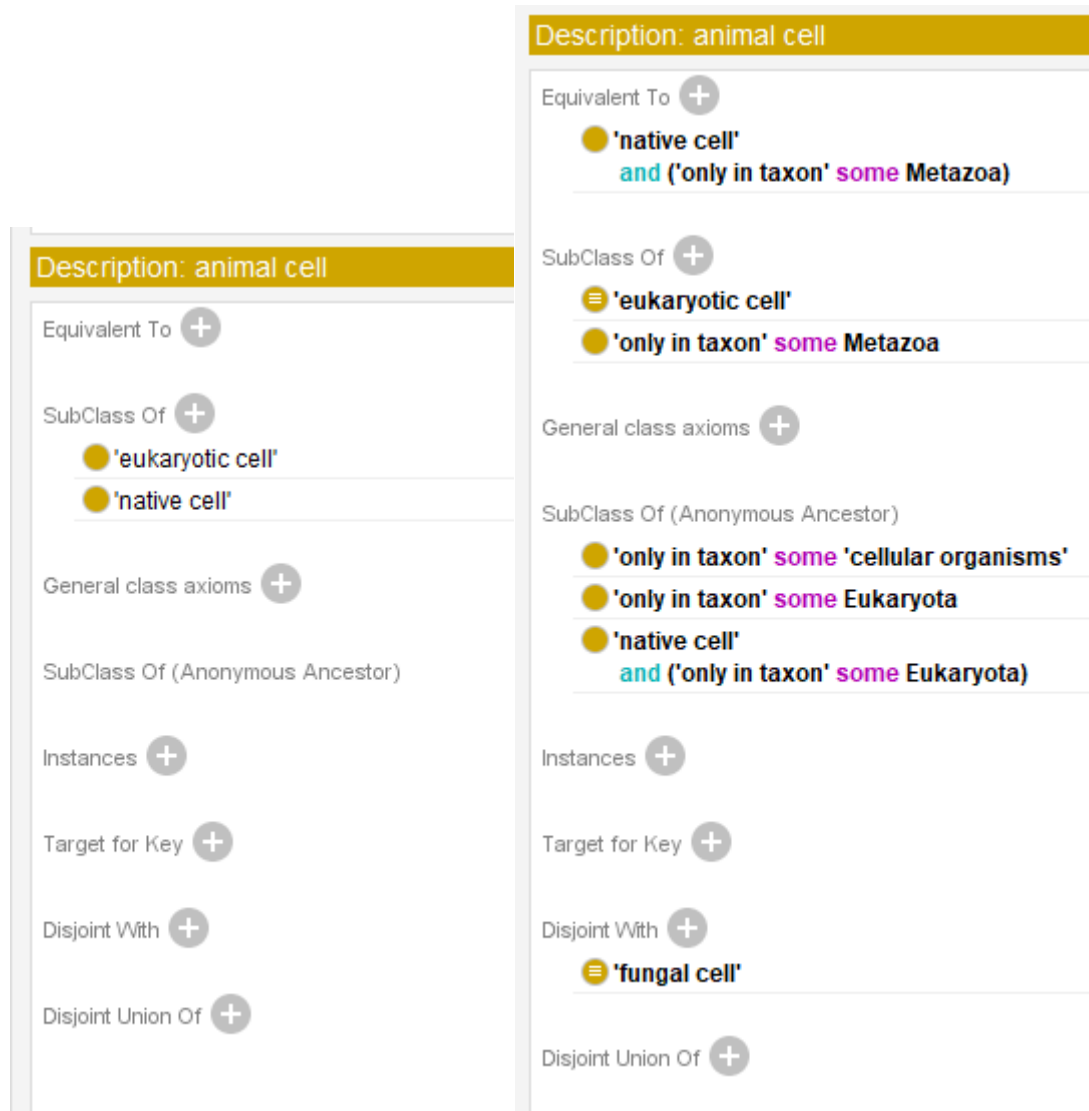 Description: animal cell
Equivalent To
SubClass Of
'eukaryotic cell'
'native cell'
General class axioms
SubClass Of (Anonymous Ancestor)
Instances
Target for Key
Disjoint With
Disjoint Union Of
Description: animal cell
Equivalent To
'native cell'
and ('only in taxon' some Metazoa)
SubClass Of
'eukaryotic cell'
'only in taxon' some Metazoa
General class axioms
SubClass Of (Anonymous Ancestor)
'only in taxon' some 'cellular organisms'
'only in taxon' some Eukaryota
'native cell'
and ('only in taxon' some Eukaryota)
Instances
Target for Key
Disjoint With
'fungal cell'
Disjoint Union Of